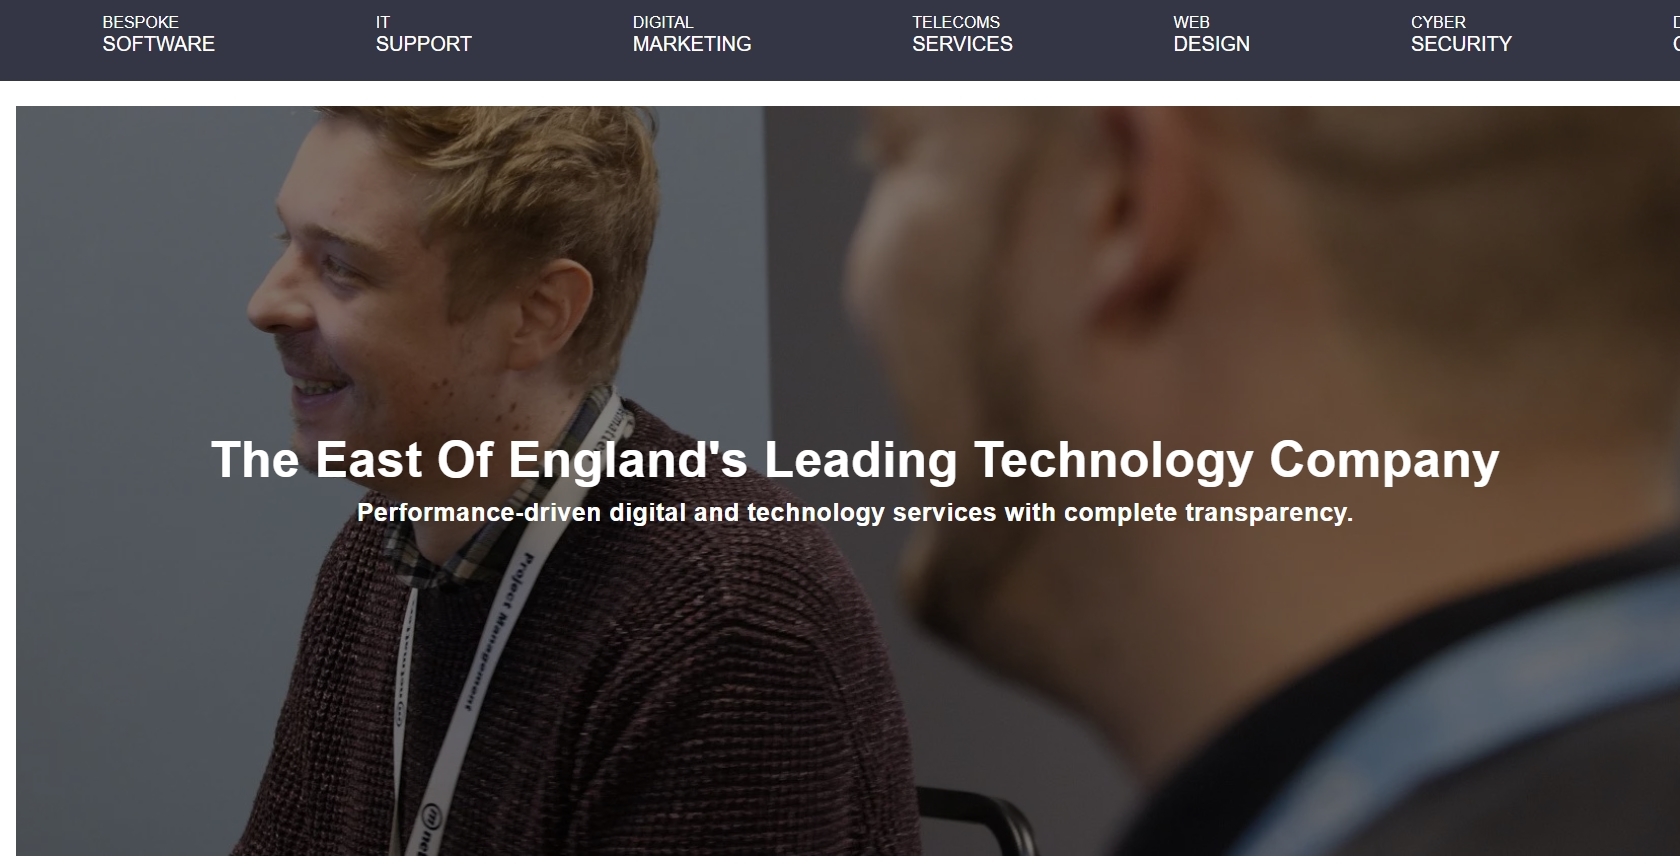 BESPOKE
SOFTWARE
IT
SUPPORT
DIGITAL
MARKETING
TELECOMS
SERVICES
WEB
DESIGN
CYBER
SECURITY
The East Of England's Leading Technology Company
Performance-driven digital and technology services with complete transparency.
Project Management
netmatters